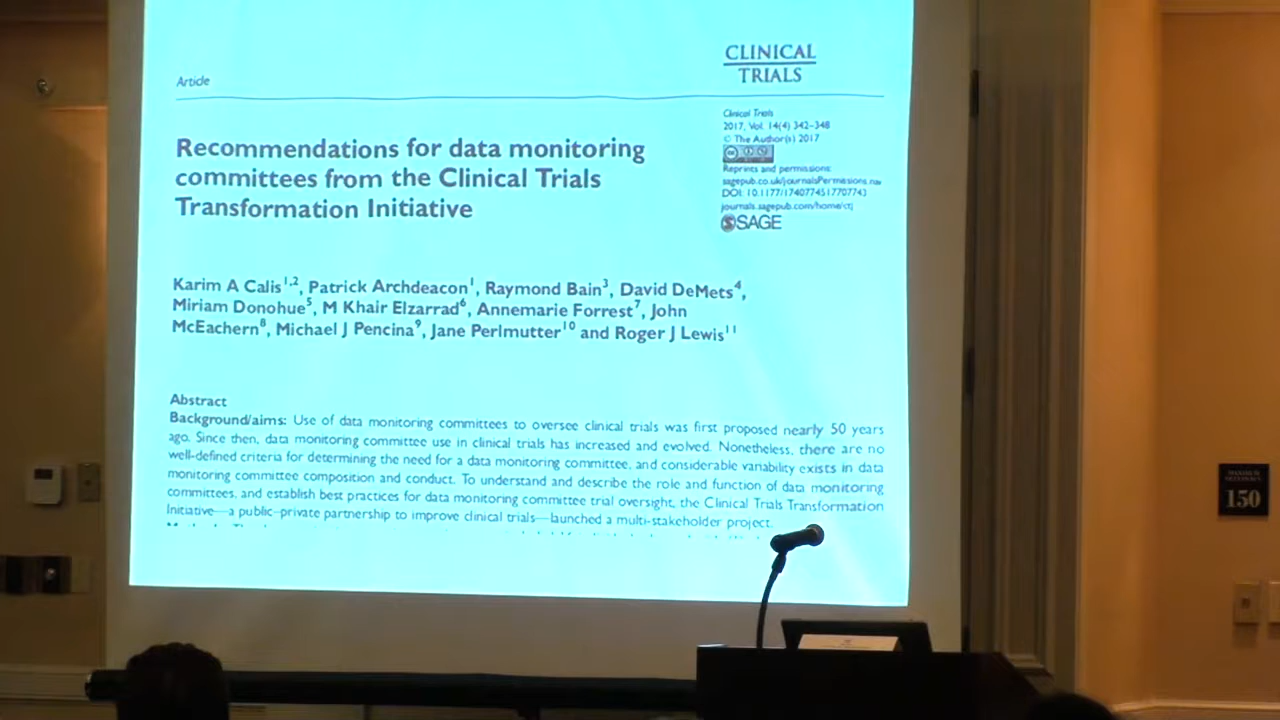 Article
CLINICAL
TRIALS
Clinical Trials
2017, Vol. 14(4) 342–348
© The Author(s) 2017
Reprints and permissions:
sagepub.co.uk/journalsPermissions.nav
DOI: 10.1177/1740774517707743
journals.sagepub.com/home/ctj
SAGE
Recommendations for data monitoring
committees from the Clinical Trials
Transformation Initiative
Karim A Calis1,2, Patrick Archdeacon1, Raymond Bain3, David DeMets4,
Miriam Donohue5, M Khair Elzarrad6, Annemarie Forrest7, John
McEachern8, Michael J Pencina9, Jane Perlmutter10 and Roger J Lewis11
Abstract
Background/aims: Use of data monitoring committees to oversee clinical trials was first proposed nearly 50 years
ago. Since then, data monitoring committee use in clinical trials has increased and evolved. Nonetheless, there are no
well-defined criteria for determining the need for a data monitoring committee, and considerable variability exists in data
monitoring committee composition and conduct. To understand and describe the role and function of data monitoring
committees, and establish best practices for data monitoring committee trial oversight, the Clinical Trials Transformation
Initiative—a public–private partnership to improve clinical trials—launched a multi-stakeholder project.
MAXIMUM
OCCUPANCY
150